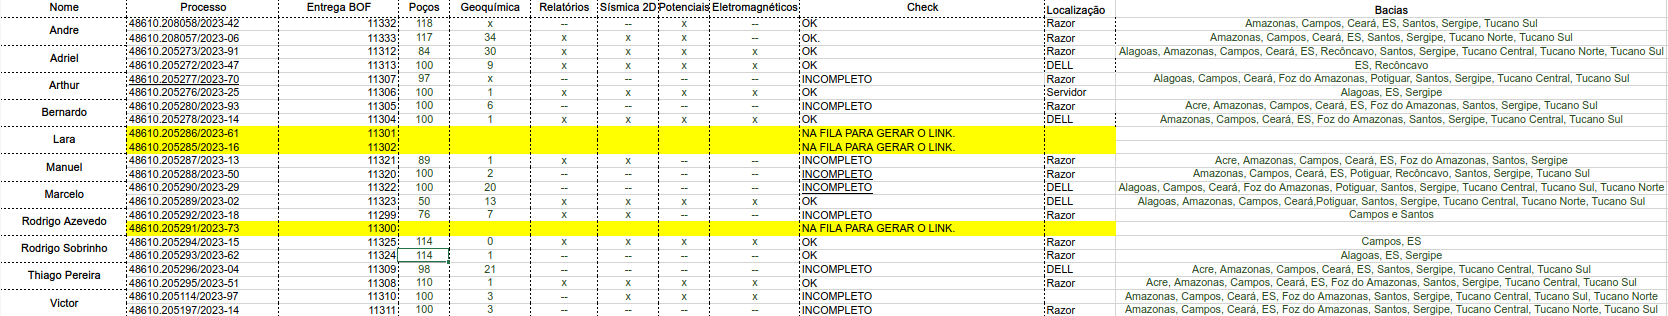 Nome Processo Entrega BOF Poços Geoquímica Relatórios Sísmica 2D Potenciais Eletromagnéticos Check Localização Bacias
Andre
48610.208058/2023-42 11332 118 x -- -- x -- OK Razor Amazonas, Campos, Ceará, ES, Santos, Sergipe, Tucano Sul
48610.208057/2023-06 11333 117 34 x x x -- OK. Razor Amazonas, Campos, Ceará, ES, Santos, Sergipe, Tucano Norte, Tucano Sul
Adriel
48610.205273/2023-91 11312 84 30 x x x x OK Razor Alagoas, Amazonas, Campos, Ceará, ES, Recôncavo, Santos, Sergipe, Tucano Central, Tucano Norte, Tucano Sul
48610.205272/2023-47 11313 100 9 x x x x OK DELL ES, Recôncavo
Arthur
48610.205277/2023-70 11307 97 x -- -- -- -- INCOMPLETO Razor Alagoas, Campos, Ceará, Foz do Amazonas, Potiguar, Santos, Sergipe, Tucano Central, Tucano Sul
48610.205276/2023-25 11306 100 1 x x x x OK Servidor Alagoas, ES, Sergipe
Bernardo
48610.205280/2023-93 11305 100 6 -- -- -- -- INCOMPLETO Razor Acre, Amazonas, Campos, Ceará, ES, Foz do Amazonas, Santos, Sergipe, Tucano Sul
48610.205278/2023-14 11304 100 1 x x x x OK DELL Amazonas, Campos, Ceará, ES, Foz do Amazonas, Santos, Sergipe, Tucano Central, Tucano Sul
Lara
48610.205286/2023-61 11301 NA FILA PARA GERAR O LINK.
48610.205285/2023-16 11302 NA FILA PARA GERAR O LINK.
Manuel
48610.205287/2023-13 11321 89 1 x x -- -- INCOMPLETO Razor Acre, Amazonas, Campos, Ceará, ES, Foz do Amazonas, Santos, Sergipe
48610.205288/2023-50 11320 100 2 -- -- -- -- INCOMPLETO Razor Amazonas, Campos, Ceará, ES, Potiguar, Recôncavo, Santos, Sergipe, Tucano Sul
Marcelo
48610.205290/2023-29 11322 100 20 -- -- -- -- INCOMPLETO DELL Alagoas, Campos, Ceará, Foz do Amazonas, Potiguar, Santos, Sergipe, Tucano Central, Tucano Sul, Tucano Norte
48610.205289/2023-02 11323 50 13 x x x x OK DELL Alagoas, Amazonas, Campos, Ceará,Potiguar, Santos, Sergipe, Tucano Central, Tucano Norte, Tucano Sul
Rodrigo Azevedo
48610.205292/2023-18 11299 76 7 x x -- -- INCOMPLETO Razor Campos e Santos
48610.205291/2023-73 11300 NA FILA PARA GERAR O LINK.
Rodrigo Sobrinho
48610.205294/2023-15 11325 114 0 x x x x OK Razor Campos, ES
48610.205293/2023-62 11324 114 1 -- -- -- -- OK Razor Alagoas, ES, Sergipe
Thiago Pereira
48610.205296/2023-04 11309 98 21 -- -- -- -- INCOMPLETO DELL Acre, Amazonas, Campos, Ceará, ES, Santos, Sergipe, Tucano Central, Tucano Sul
48610.205295/2023-51 11308 110 1 x x x x OK Razor Acre, Amazonas, Campos, Ceará, ES, Foz do Amazonas, Santos, Sergipe, Tucano Central, Tucano Sul
Victor
48610.205114/2023-97 11310 100 3 -- x x x INCOMPLETO Amazonas, Campos, Ceará, ES, Foz do Amazonas, Santos, Sergipe, Tucano Central, Tucano Sul, Tucano Norte
48610.205197/2023-14 11311 100 3 -- -- -- -- INCOMPLETO Razor Amazonas, Campos, Ceará, ES, Foz do Amazonas, Santos, Sergipe, Tucano Central, Tucano Norte, Tucano Sul